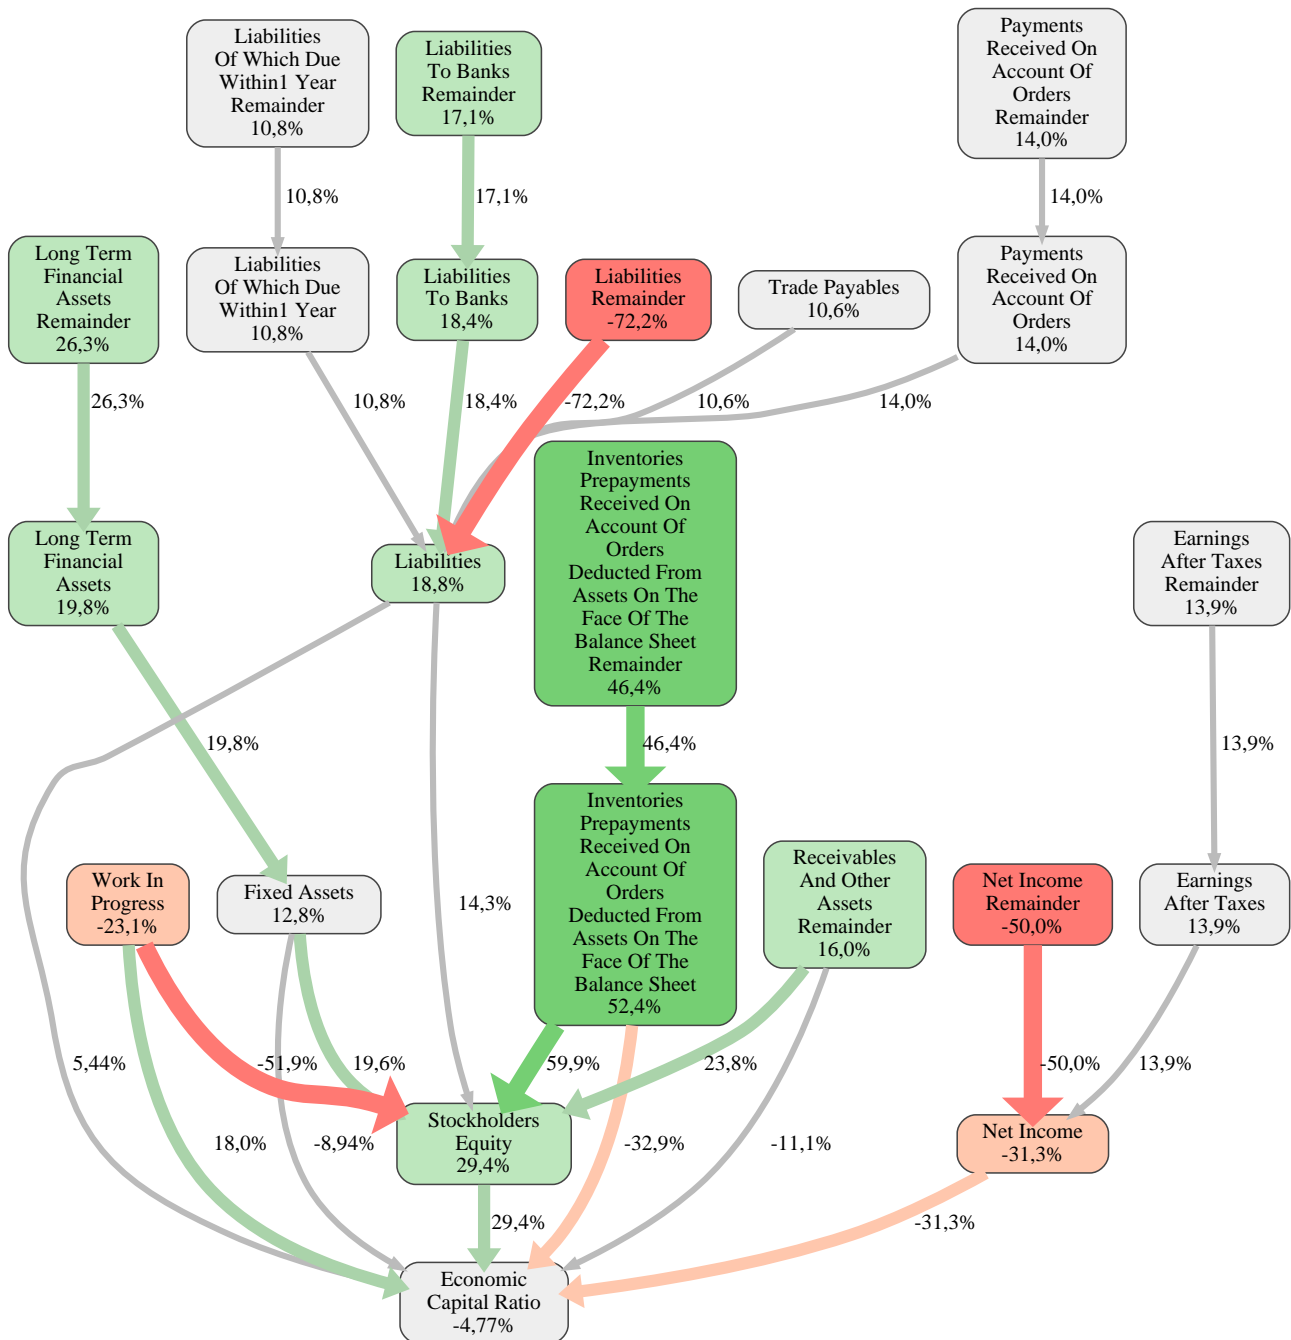 Liabilities
Of Which Due
Within1 Year
Remainder
10,8%
Liabilities
To Banks
Remainder
17,1%
Payments
Received On
Account Of
Orders
Remainder
14,0%
10,8%
17,1%
14,0%
Long Term
Financial
Assets
Remainder
26,3%
Liabilities
Of Which Due
Within1 Year
10,8%
Liabilities
To Banks
18,4%
Liabilities
Remainder
-72,2%
Trade Payables
10,6%
Payments
Received On
Account Of
Orders
14,0%
26,3%
10,8%
18,4%
-72,2%
10,6%
14,0%
Long Term
Financial
Assets
19,8%
Liabilities
18,8%
Inventories
Prepayments
Received On
Account Of
Orders
Deducted From
Assets On The
Face Of The
Balance Sheet
Remainder
46,4%
Earnings
After Taxes
Remainder
13,9%
19,8%
46,4%
13,9%
Work In
Progress
-23,1%
Fixed Assets
12,8%
14,3%
Inventories
Prepayments
Received On
Account Of
Orders
Deducted From
Assets On The
Face Of The
Balance Sheet
52,4%
Receivables
And Other
Assets
Remainder
16,0%
Net Income
Remainder
-50,0%
Earnings
After Taxes
13,9%
5,44%
-51,9%
19,6%
59,9%
23,8%
-50,0%
13,9%
18,0%
-8,94%
Stockholders
Equity
29,4%
-32,9%
-11,1%
Net Income
-31,3%
29,4%
-31,3%
Economic
Capital Ratio
-4,77%